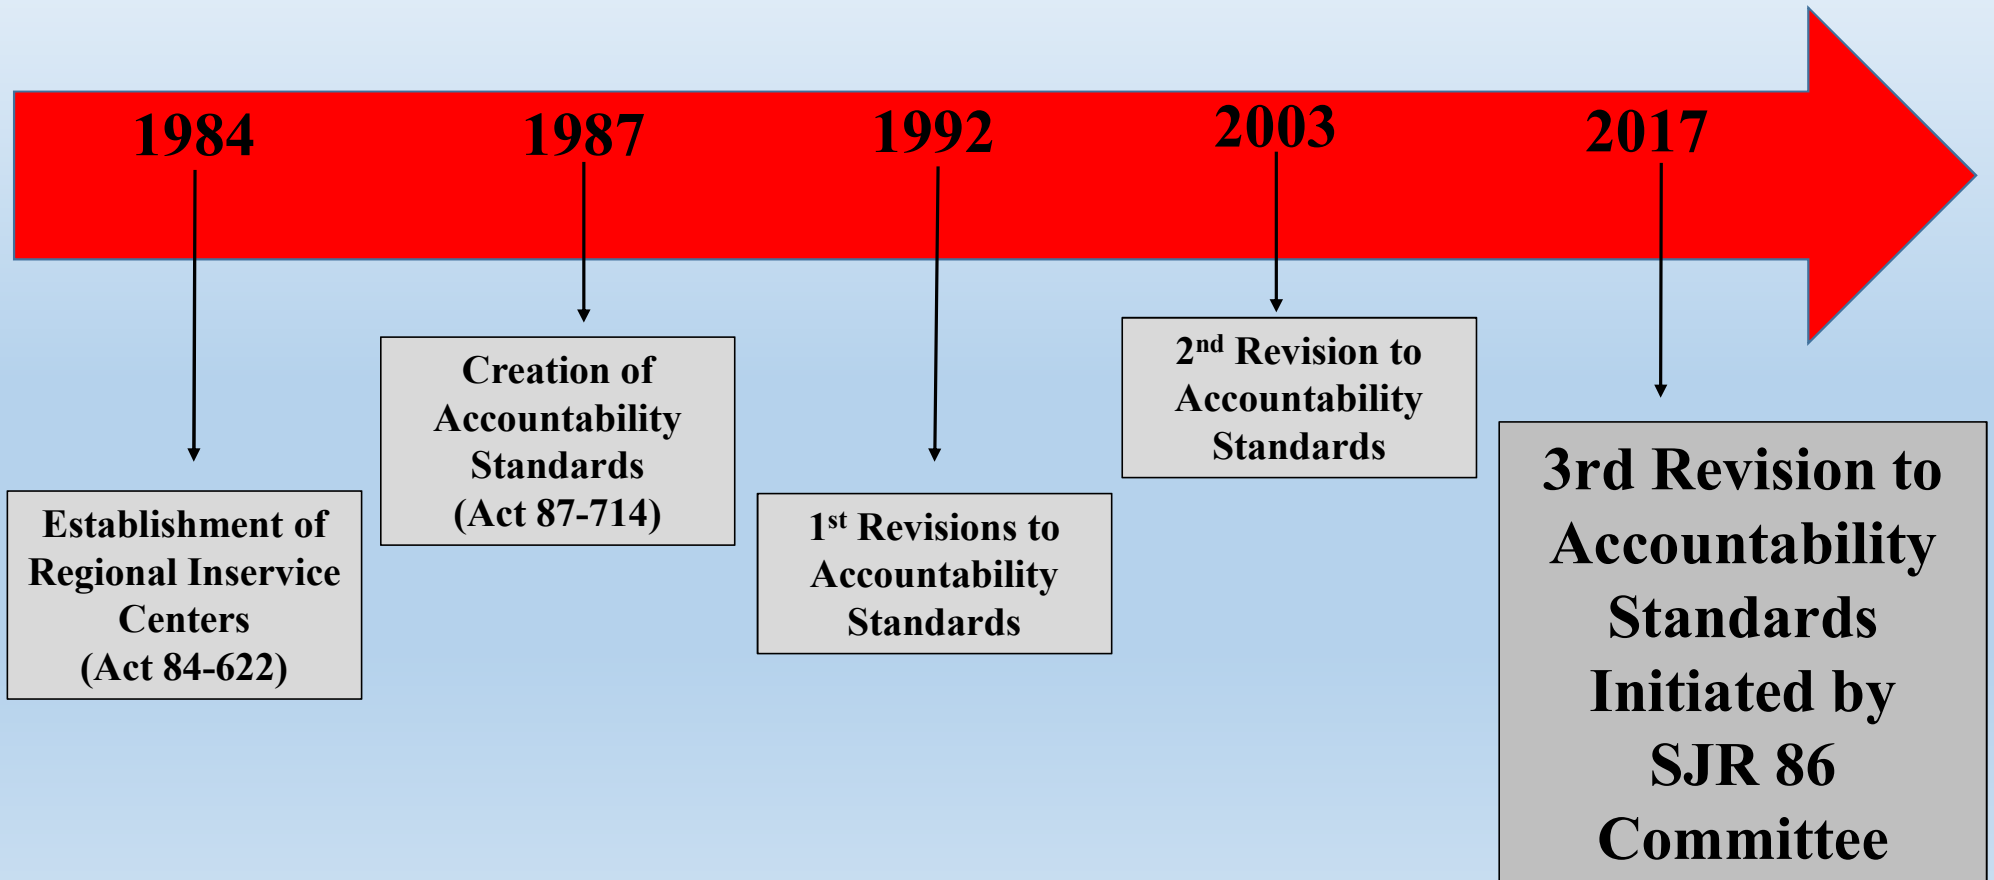 1984
1987
1992
2003
2017
Establishment of
Regional Inservice
Centers
(Act 84-622)
Creation of
Accountability
Standards
(Act 87-714)
1st Revisions to
Accountability
Standards
2nd Revision to
Accountability
Standards
3rd Revision to
Accountability
Standards
Initiated by
SJR 86
Committee